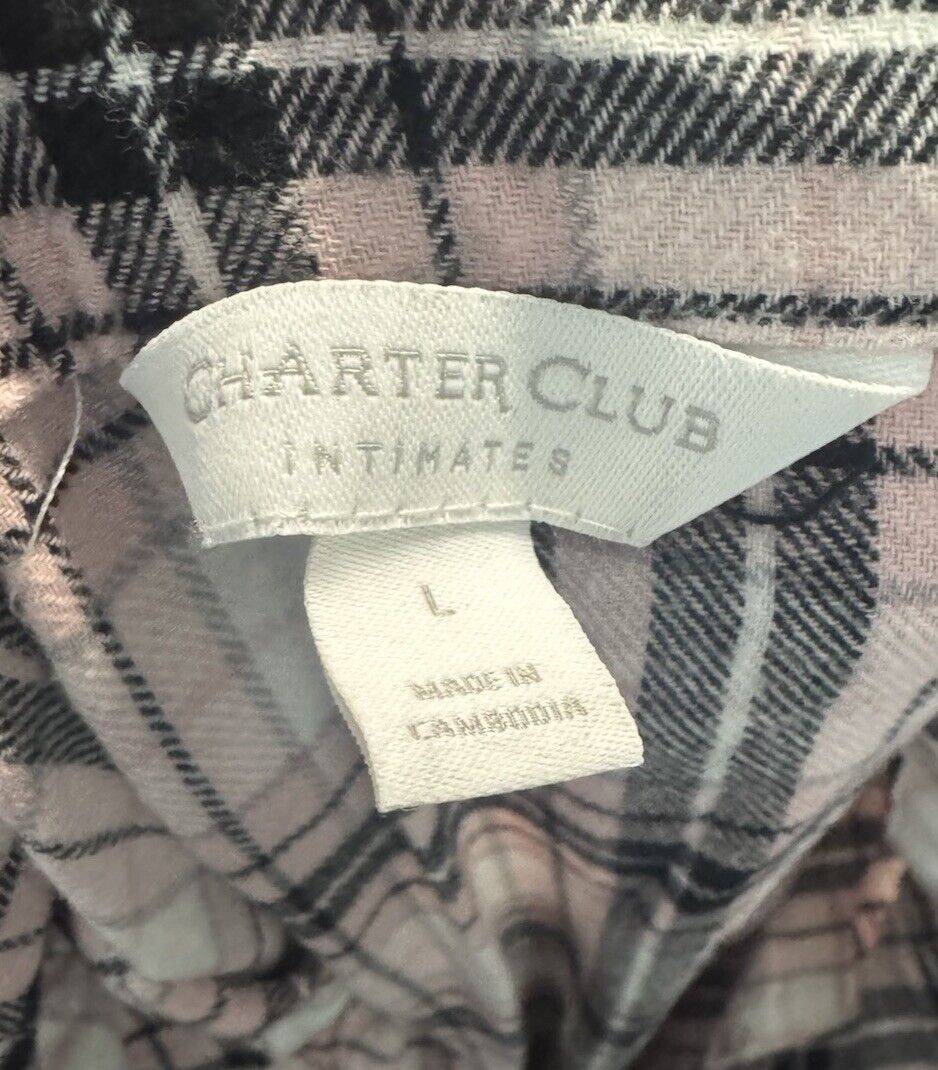 CHARTER CLUB
INTIMATES
L
MADE IN
CAMBODIA